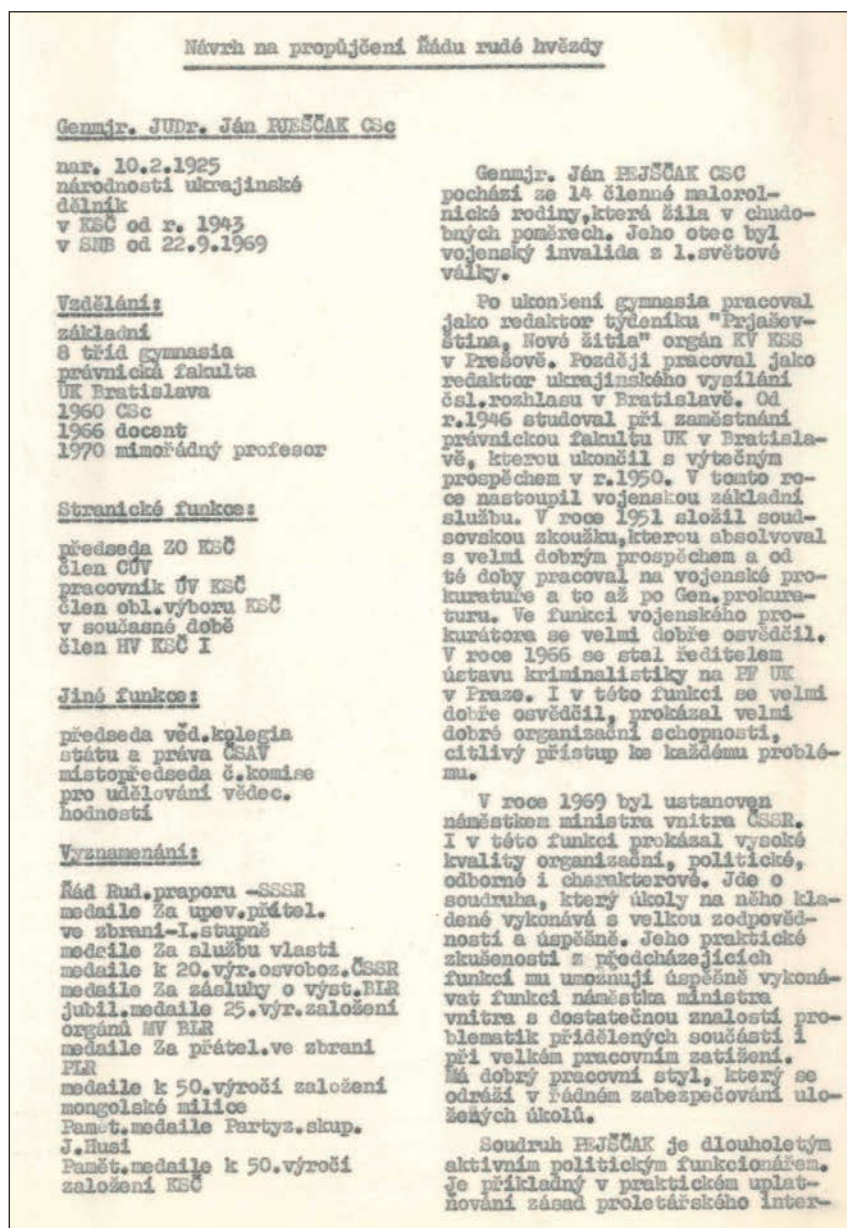 Návrh na propůjčení Řádu rudé hvězdy
Genmjr. JUDr. Ján PJEŠČAK CSc
nar. 10.2.1925
národnosti ukrajinské
dělník
v KSČ od r. 1943
v SNB od 22.9.1969
Vzdělání:
základní
8 tříd gymnasia
právnická fakulta
UK Bratislava
1960 CSc
1966 docent
1970 mimořádný profesor
Stranické funkce:
předseda ZO KSČ
člen CÚV
pracovník ÚV KSČ
člen obl.výboru KSČ
v současné době
člen HV KSČ I
Jiné funkce:
předseda věd.kolegia
státu a práva ČSAV
místopředseda č.komise
pro udělování vědec.
hodností
Vyznamenání:
Řád Rud.praporu -SSSR
medaile Za upev.přátel.
ve zbrani-I.stupně
medaile Za službu vlasti
medaile k 20.výr.osvoboz.ČSSR
medaile Za zásluhy o výst.BLR
jubil.medaile 25.výr.založení
orgánů MV BLR
medaile Za přátel.ve zbrani
PLR
medaile k 50.výročí založení
mongolské milice
Pamět.medaile Partyz.skup.
J.Husi
Pamět.medaile k 50.výročí
založení KSČ
Genmjr. Ján PEJŠČAK CSC
pochází ze 14 členné malorol-
nické rodiny,která žila v chudo-
bných poměrech. Jeho otec byl
vojenský invalida z 1.světové
války.
Po ukončení gymnasia pracoval
jako redaktor týdeníku "Prjašev-
ština, Nové žitia" orgán KV KSS
v Prešově. Později pracoval jako
redaktor ukrajinského vysílání
čsl.rozhlasu v Bratislavě. Od
r.1946 studoval při zaměstnání
právnickou fakultu UK v Bratisla-
vě, kterou ukončil s výtečným
prospěchem v r.1950. V tomto ro-
ce nastoupil vojenskou základní
službu. V roce 1951 složil soud-
sovskou zkoužku,kterou absolvoval
s velmi dobrým prospěchem a od
té doby pracoval na vojenské pro-
kuratuře a to až po Gen.prokura-
turu. Ve funkci vojenského pro-
kurátora se velmi dobře osvědčil.
V roce 1966 se stal ředitelem
ústavu kriminalistiky na PF UK
v Praze. I v této funkci se velmi
dobře osvědčil, prokázal velmi
dobré organizační schopnosti,
citlivý přístup ke každému problé-
mu.
V roce 1969 byl ustanoven
náměstkem ministra vnitra ČSSR.
I v této funkci prokázal vysoké
kvality organizační, politické,
odborné i charakterové. Jde o
soudruha, který úkoly na něho kla-
dené vykonává s velkou zodpověd-
ností a úspěšně. Jeho praktické
zkušenosti z předcházejících
funkcí mu umožnují úspěšně vykoná-
vat funkci náměstka ministra
vnitra s dostatečnou znalostí pro-
blematik přidělených součástí i
při velkém pracovním zatížení.
Má dobrý pracovní styl, který se
odráží v řádném zabezpečování ulo-
žených úkolů.
Soudruh PEJŠČAK je dlouholetým
aktivním politickým funkcionářem.
Je příkladný v praktickém uplat-
ňování zásad proletářského inter-